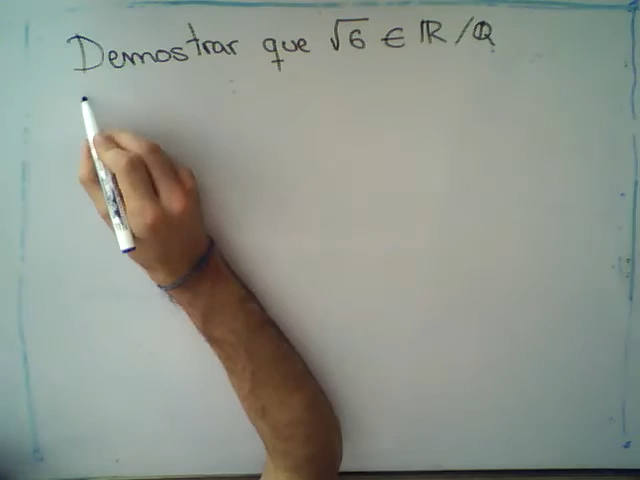 Demostrar que √6 ∈ ℝ/ℚ